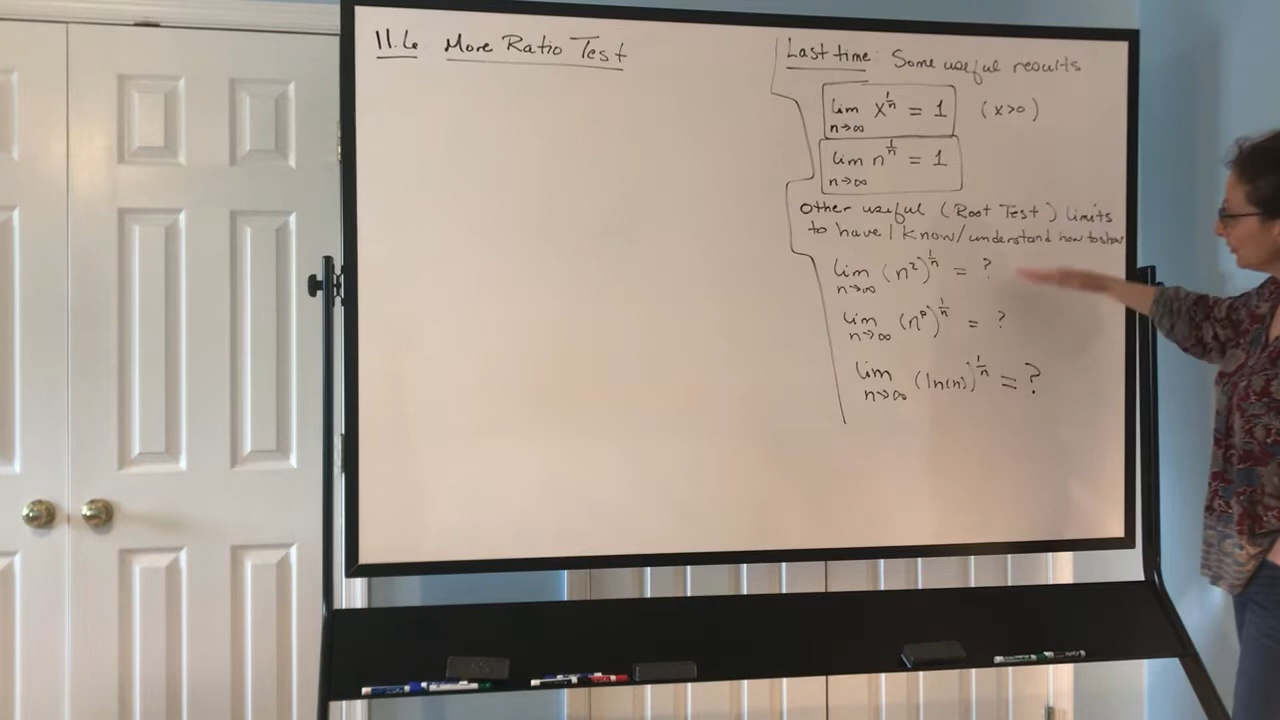 11.6 More Ratio Test
Last time: Some useful results
lim n→∞ x^{1/n} = 1 (x>0)
lim n→∞ n^{1/n} = 1
Other useful (Root Test) limits
to have/know/understand how to show
lim n→∞ (n²)^{1/n} = ?
lim n→∞ (n^p)^{1/n} = ?
lim n→∞ (ln(n))^{1/n} = ?